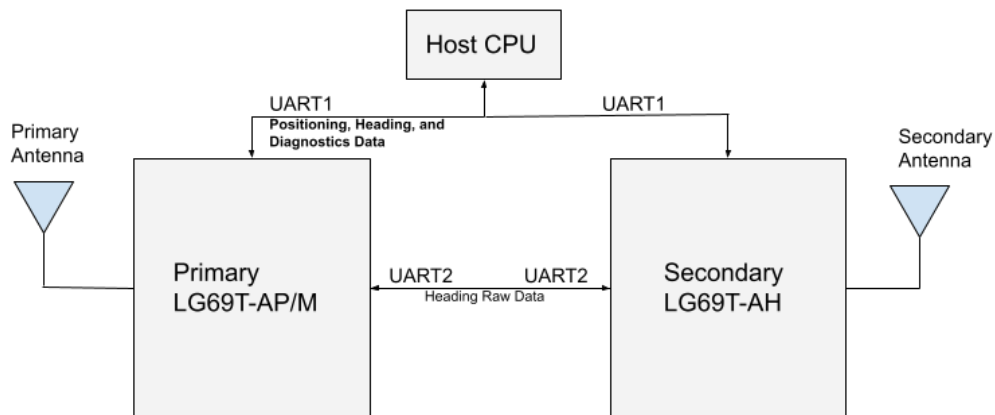 Host CPU
UART1
UART1
Positioning, Heading, and
Diagnostics Data
Primary
Antenna
Secondary
Antenna
Primary
LG69T-AP/M
UART2
UART2
Heading Raw Data
Secondary
LG69T-AH